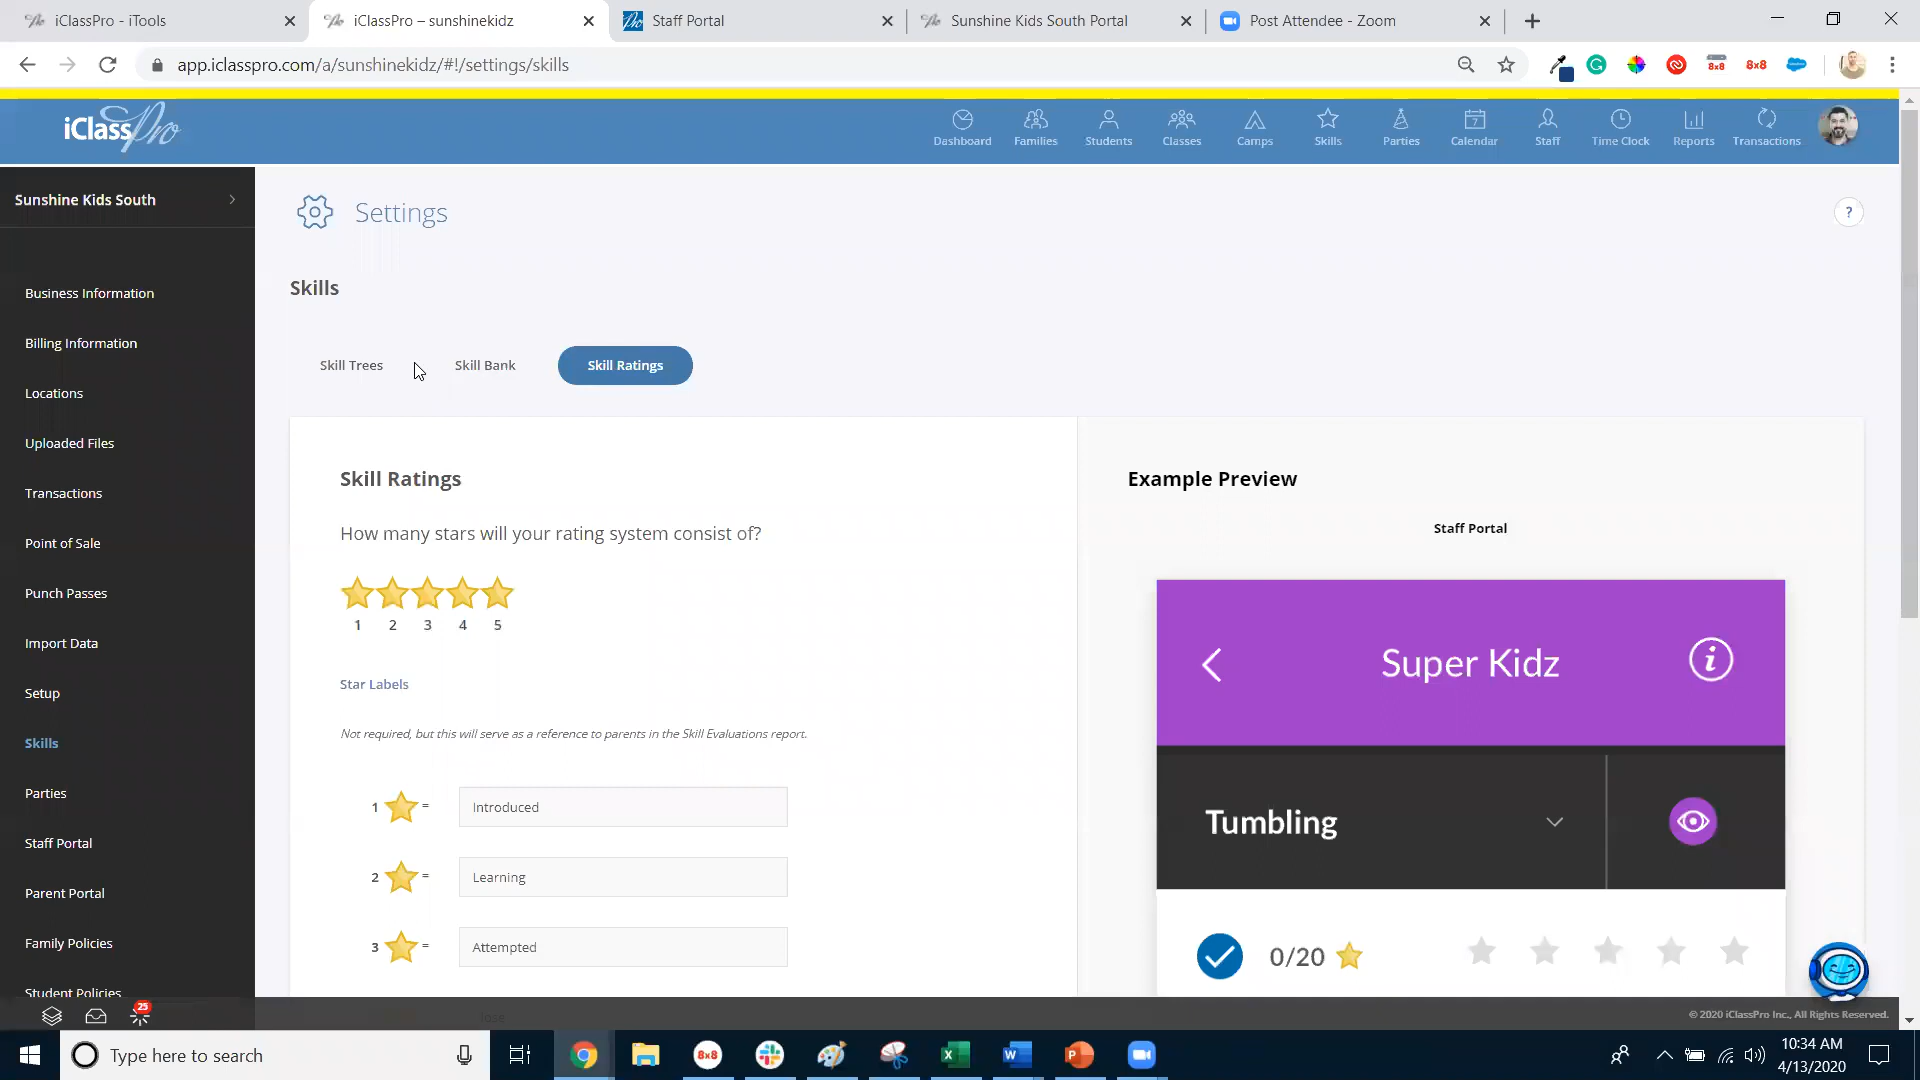 iClassPro - iTools
iClassPro – sunshinekidz
Staff Portal
Sunshine Kids South Portal
Post Attendee - Zoom
app.iclasspro.com/a/sunshinekidz/#!/settings/skills
8x8
8x8
iClassPro
Dashboard
Families
Students
Classes
Camps
Skills
Parties
7
Calendar
Staff
Time Clock
Reports
Transactions
Sunshine Kids South
Settings
?
Business Information
Billing Information
Locations
Uploaded Files
Transactions
Point of Sale
Punch Passes
Import Data
Setup
Skills
Parties
Staff Portal
Parent Portal
Family Policies
Student Policies
Skills
Skill Trees
Skill Bank
Skill Ratings
Skill Ratings
How many stars will your rating system consist of?
1 2 3 4 5
Star Labels
Not required, but this will serve as a reference to parents in the Skill Evaluations report.
1 = Introduced
2 = Learning
3 = Attempted
Example Preview
Staff Portal
Super Kidz
i
Tumbling
0/20
25
© 2020 iClassPro Inc., All Rights Reserved.
Type here to search
8x8
10:34 AM
4/13/2020